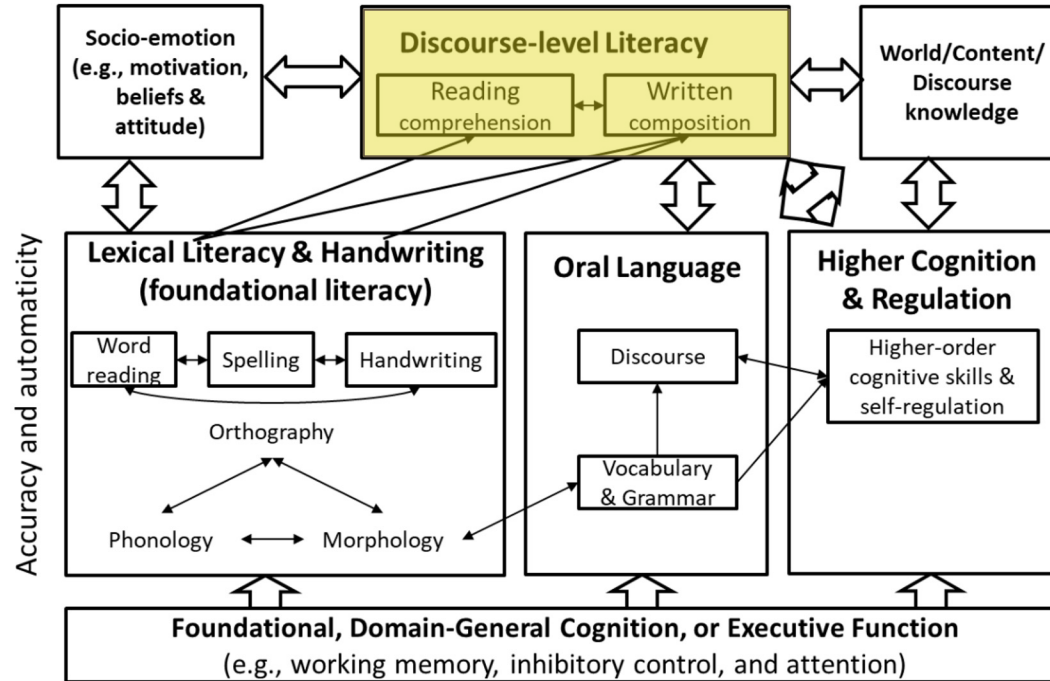 Socio-emotion
(e.g., motivation,
beliefs &
attitude)
Discourse-level Literacy
Reading
comprehension
Written
composition
World/Content/
Discourse
knowledge
Accuracy and automaticity
Lexical Literacy & Handwriting
(foundational literacy)
Word
reading
Spelling
Handwriting
Orthography
Phonology
Morphology
Oral Language
Discourse
Vocabulary
& Grammar
Higher Cognition
& Regulation
Higher-order
cognitive skills &
self-regulation
Foundational, Domain-General Cognition, or Executive Function
(e.g., working memory, inhibitory control, and attention)